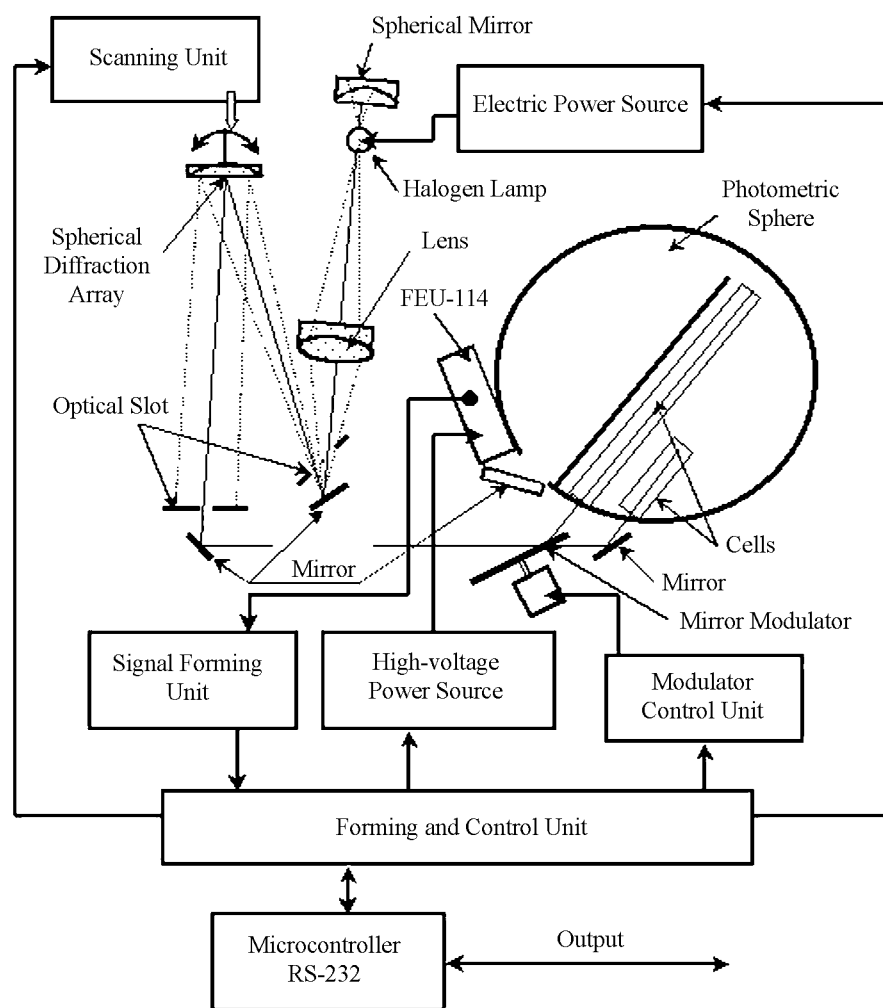 Spherical Mirror
Scanning Unit
Electric Power Source
Halogen Lamp
Photometric
Sphere
Spherical
Diffraction
Array
Lens
FEU-114
Optical Slot
Cells
Mirror
Mirror
Mirror Modulator
Signal Forming
Unit
High-voltage
Power Source
Modulator
Control Unit
Forming and Control Unit
Microcontroller
RS-232
Output